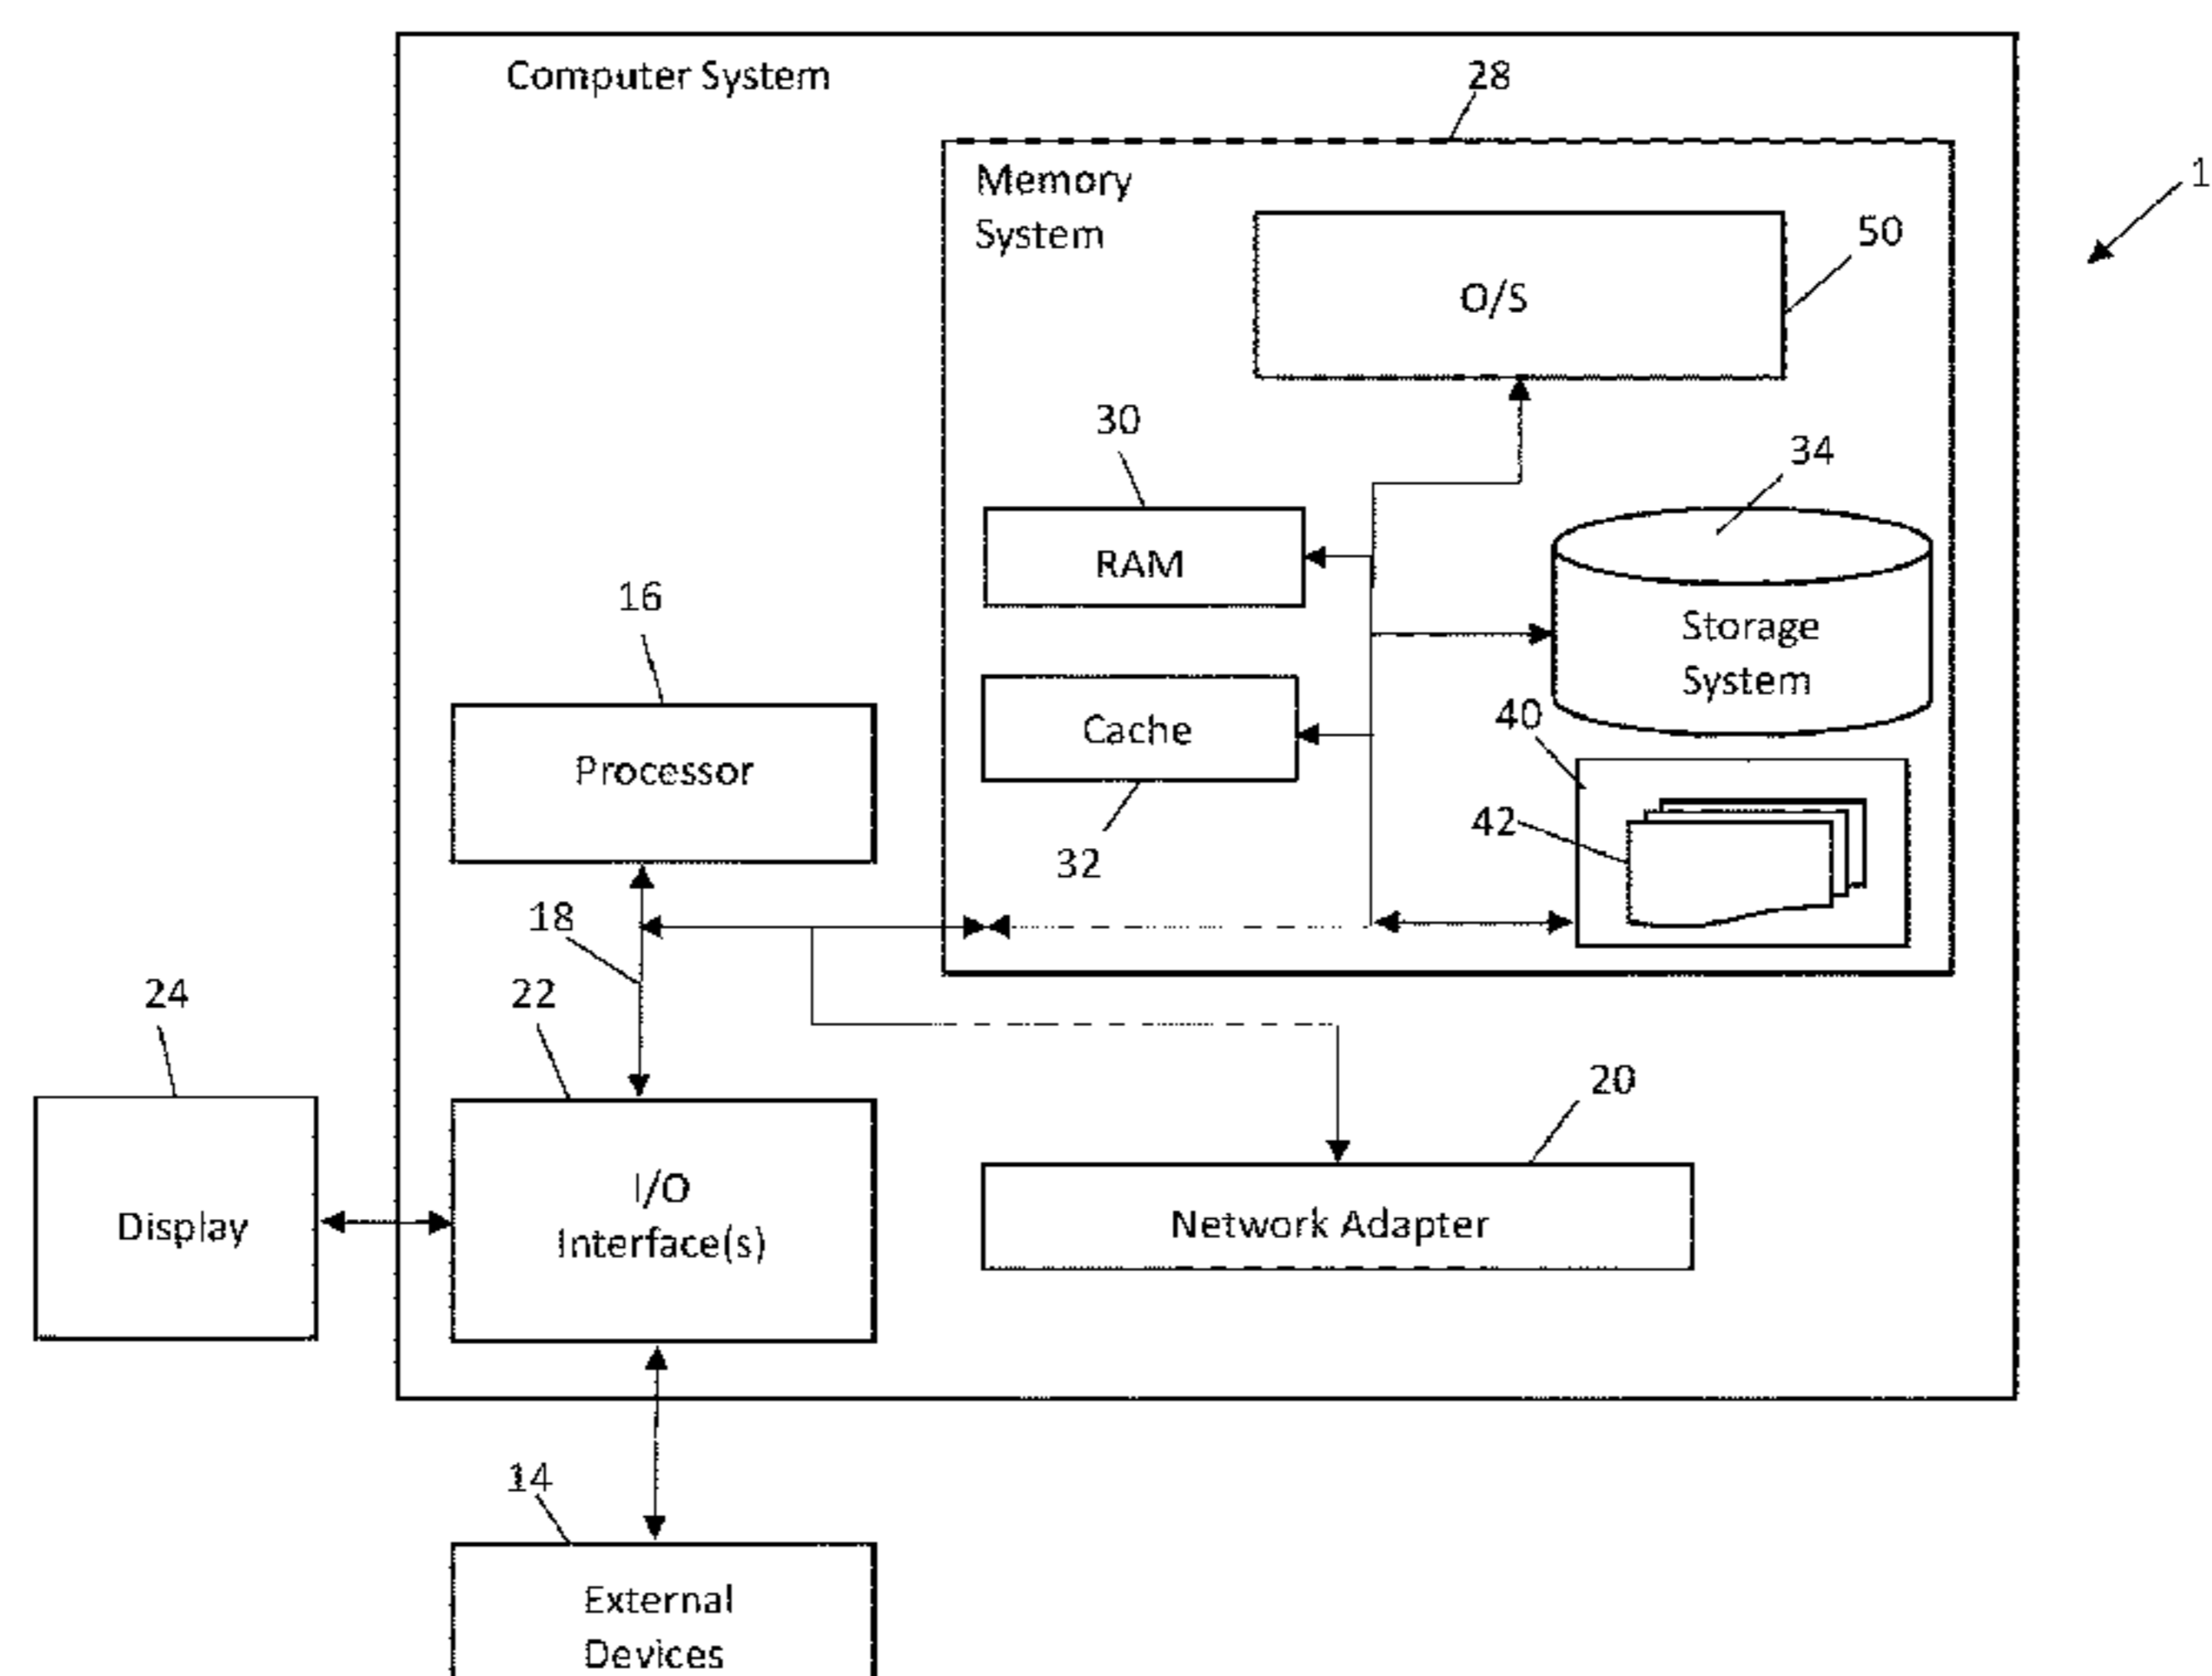 Computer System
28
Memory
System
1
50
O/S
30
34
RAM
16
Storage
System
40
Cache
Processor
42
32
18
24
22
20
I/O
Interface(s)
Network Adapter
Display
14
External
Devices